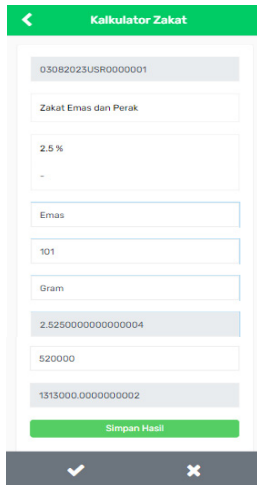 Kalkulator Zakat
03082023USR0000001
Zakat Emas dan Perak
2.5 %
-
Emas
101
Gram
2.5250000000000004
520000
1313000.0000000002
Simpan Hasil